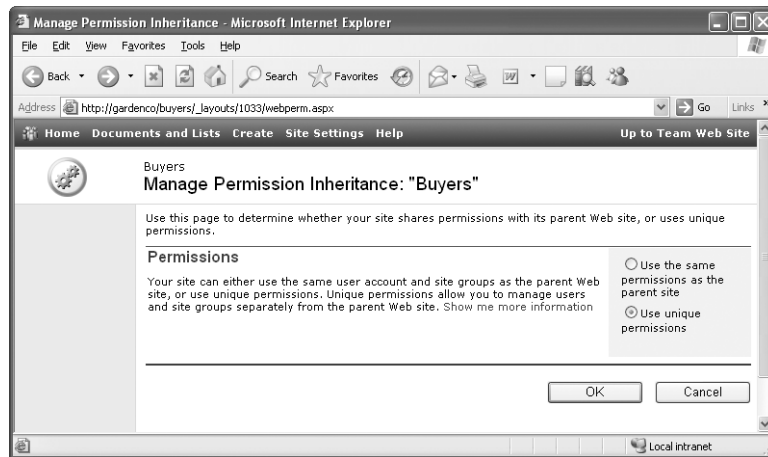 Manage Permission Inheritance - Microsoft Internet Explorer
File Edit View Favorites Tools Help
Back Search Favorites
Address http://gardenco/buyers/_layouts/1033/webperm.aspx Go Links
Home Documents and Lists Create Site Settings Help Up to Team Web Site
Buyers
Manage Permission Inheritance: "Buyers"
Use this page to determine whether your site shares permissions with its parent Web site, or uses unique
permissions.
Permissions
Your site can either use the same user account and site groups as the parent Web
site, or use unique permissions. Unique permissions allow you to manage users
and site groups separately from the parent Web site. Show me more information
Use the same
permissions as the
parent site
Use unique
permissions
OK Cancel
Local intranet